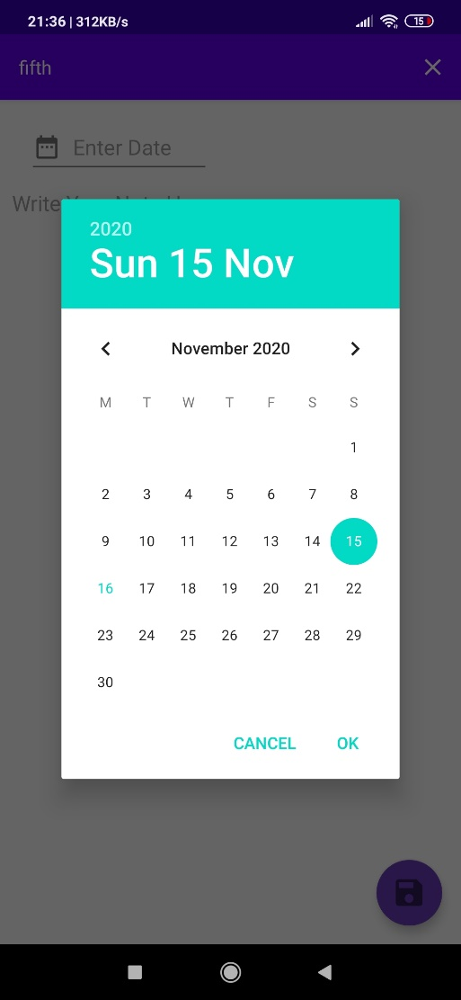 21:36 | 312KB/s 15
fifth
Enter Date
Write Your Note H
2020
Sun 15 Nov
November 2020
M T W T F S S
1
2 3 4 5 6 7 8
9 10 11 12 13 14 15
16 17 18 19 20 21 22
23 24 25 26 27 28 29
30
CANCEL OK